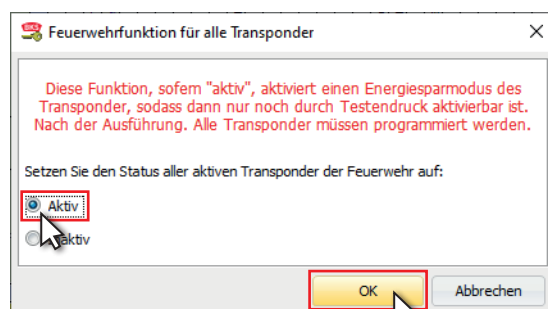 Feuerwehrfunktion für alle Transponder
Diese Funktion, sofern "aktiv", aktiviert einen Energiesparmodus des
Transponder, sodass dann nur noch durch Testendruck aktivierbar ist.
Nach der Ausführung. Alle Transponder müssen programmiert werden.
Setzen Sie den Status aller aktiven Transponder der Feuerwehr auf:
Aktiv
OK
Abbrechen